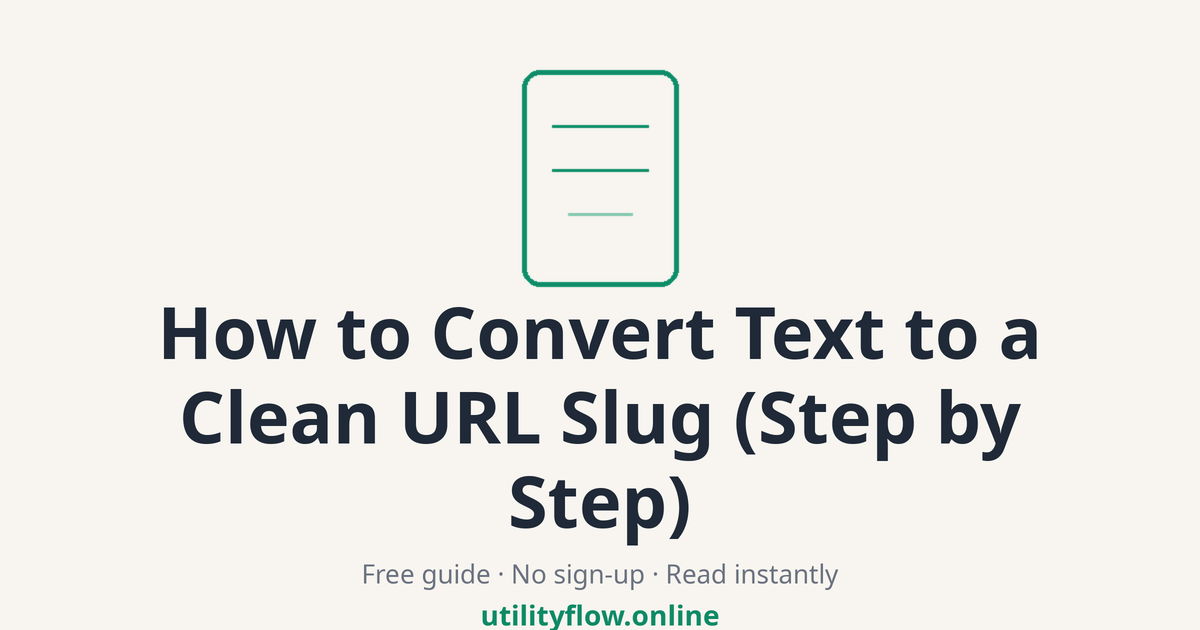 How to Convert Text to a
Clean URL Slug (Step by
Step)
Free guide · No sign-up · Read instantly
utilityflow.online